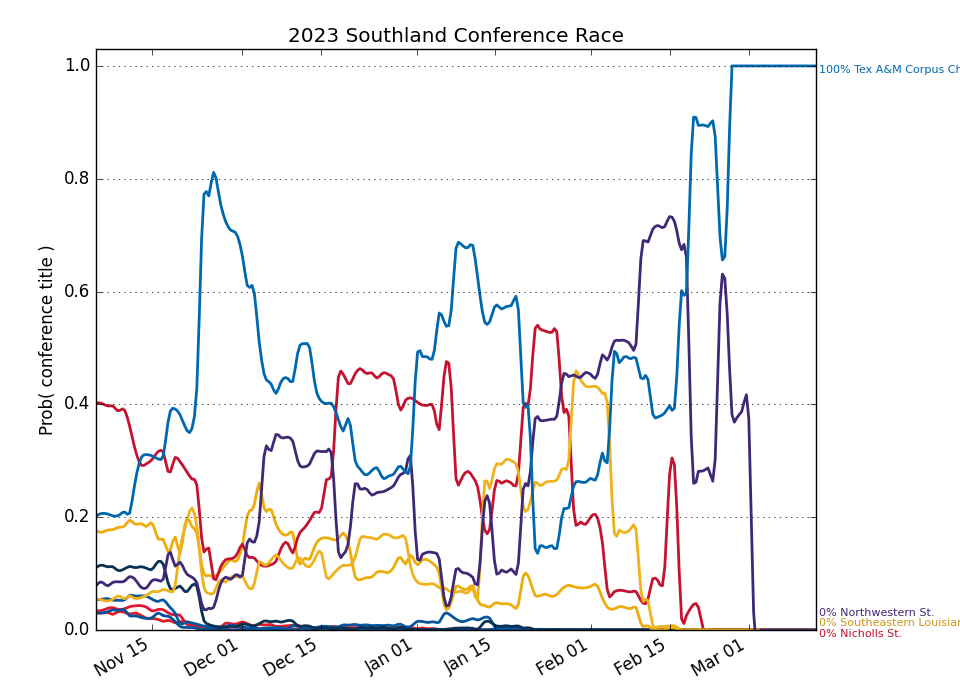 2023 Southland Conference Race
Prob( conference title )
1.0
0.8
0.6
0.4
0.2
0.0
100% Tex A&M Corpus Ch
0% Northwestern St.
0% Southeastern Louisian
0% Nicholls St.
Nov 15
Dec 01
Dec 15
Jan 01
Jan 15
Feb 01
Feb 15
Mar 01